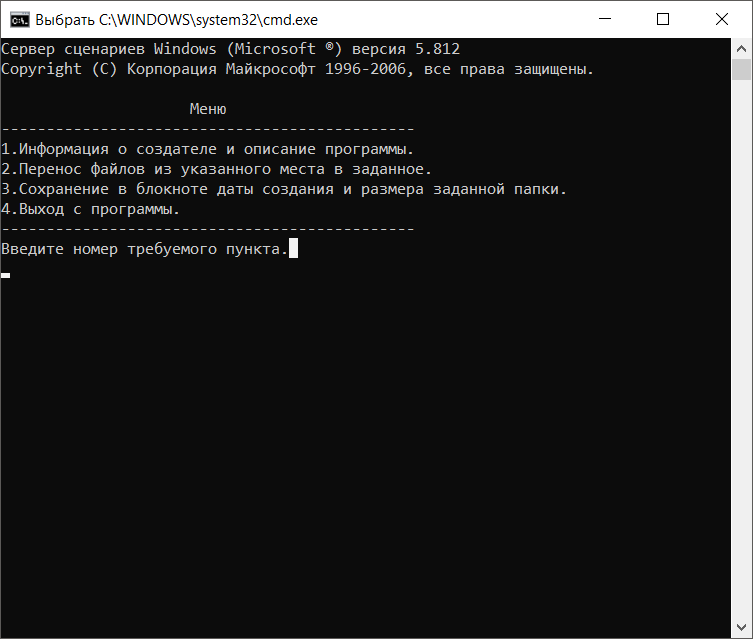 Выбрать C:\WINDOWS\system32\cmd.exe
Сервер сценариев Windows (Microsoft ®) версия 5.812
Copyright (C) Корпорация Майкрософт 1996-2006, все права защищены.
Меню
----------------------------------------------
1.Информация о создателе и описание программы.
2.Перенос файлов из указанного места в заданное.
3.Сохранение в блокноте даты создания и размера заданной папки.
4.Выход с программы.
----------------------------------------------
Введите номер требуемого пункта.